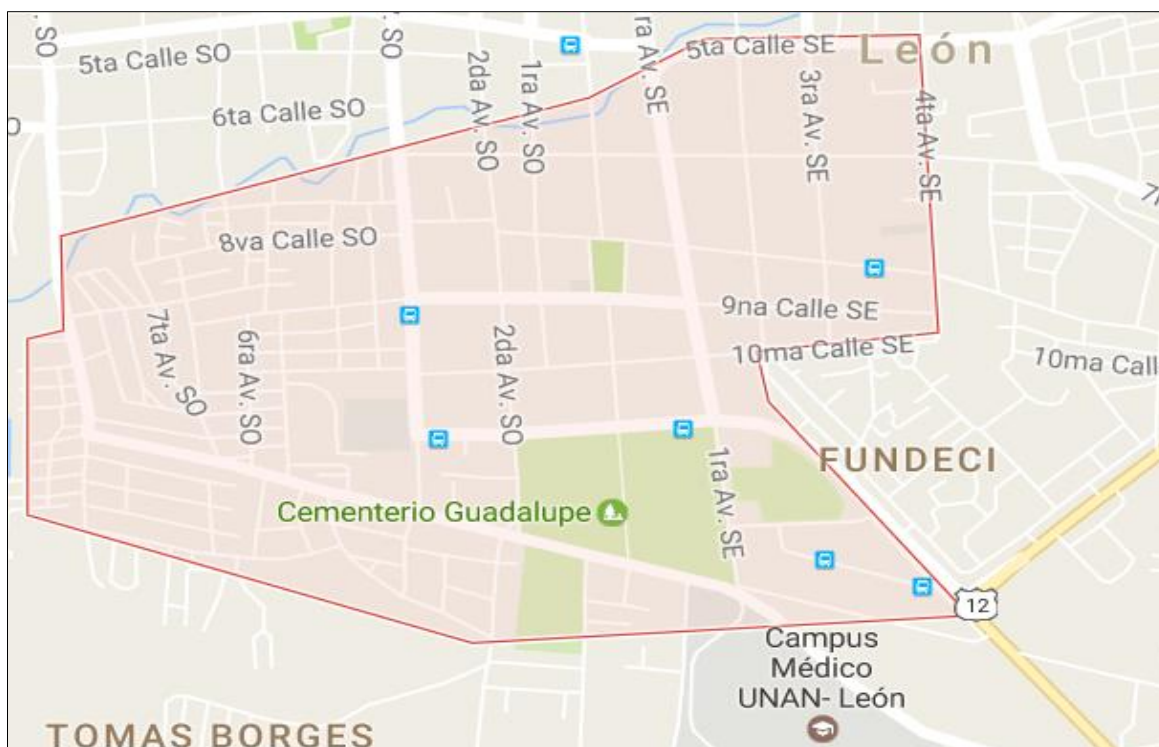 . SO
. SO
5ta Calle SO
6ta Calle SO
2da Av. SO
1ra Av. SO
ra Av. SE
5ta Calle SE
León
3ra Av. SE
4ta Av. SE
8va Calle SO
7ta Av. SO
6ra Av. SO
2da Av. SO
9na Calle SE
10ma Calle SE
10ma Call
FUNDECI
Cementerio Guadalupe
1ra Av. SE
12
Campus
Médico
UNAN- León
TOMAS BORGES